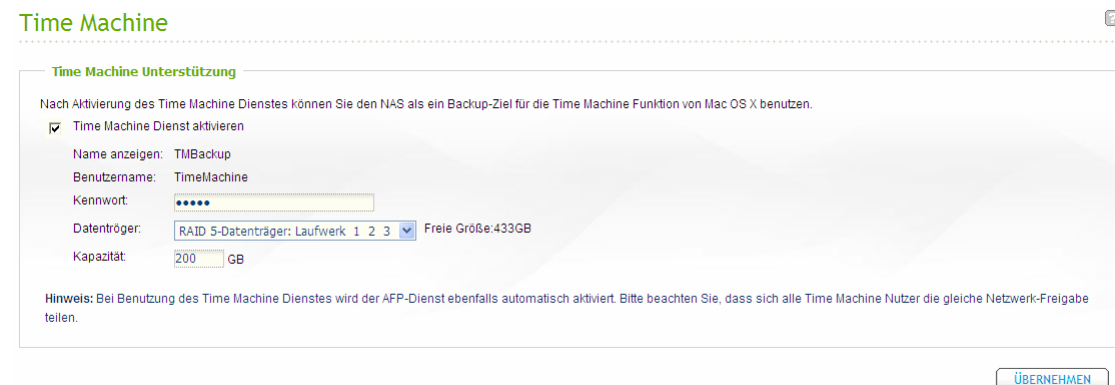 Time Machine
Time Machine Unterstützung
Nach Aktivierung des Time Machine Dienstes können Sie den NAS als ein Backup-Ziel für die Time Machine Funktion von Mac OS X benutzen.
Time Machine Dienst aktivieren
Name anzeigen: TMBackup
Benutzername: TimeMachine
Kennwort: •••••
Datentröger: RAID 5-Datenträger: Laufwerk 1 2 3 Freie Größe:433GB
Kapazität: 200 GB
Hinweis: Bei Benutzung des Time Machine Dienstes wird der AFP-Dienst ebenfalls automatisch aktiviert. Bitte beachten Sie, dass sich alle Time Machine Nutzer die gleiche Netzwerk-Freigabe
teilen.
ÜBERNEHMEN